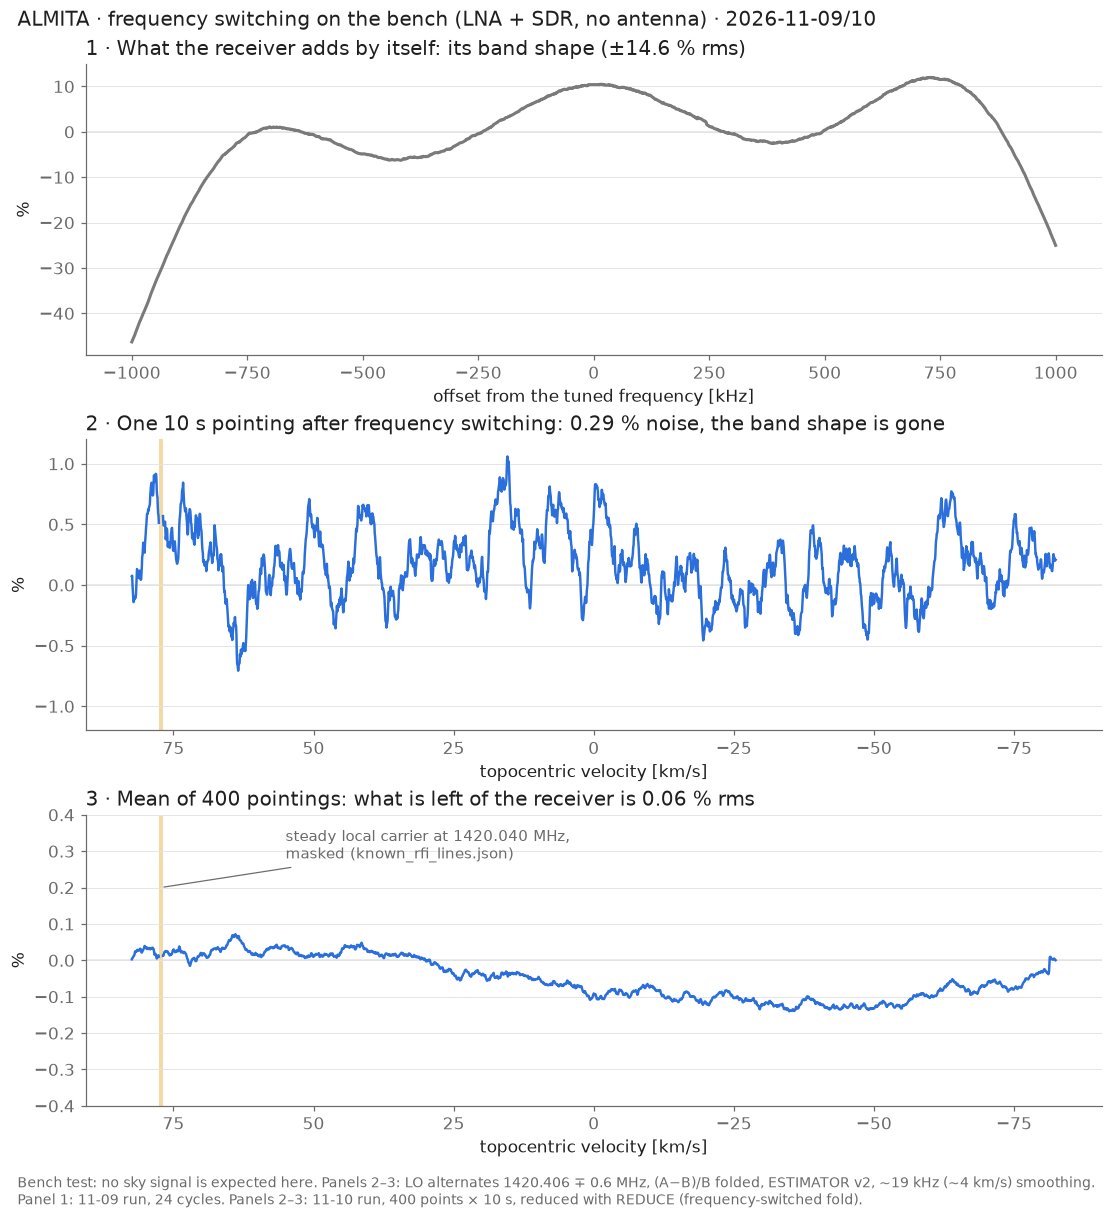 ALMITA · frequency switching on the bench (LNA + SDR, no antenna) · 2026-11-09/10
1 · What the receiver adds by itself: its band shape (±14.6 % rms)
10
0
−10
−20
−30
−40
%
−1000 −750 −500 −250 0 250 500 750 1000
offset from the tuned frequency [kHz]
2 · One 10 s pointing after frequency switching: 0.29 % noise, the band shape is gone
1.0
0.5
0.0
−0.5
−1.0
%
75 50 25 0 −25 −50 −75
topocentric velocity [km/s]
3 · Mean of 400 pointings: what is left of the receiver is 0.06 % rms
0.4
0.3
0.2
0.1
0.0
−0.1
−0.2
−0.3
−0.4
%
steady local carrier at 1420.040 MHz,
masked (known_rfi_lines.json)
75 50 25 0 −25 −50 −75
topocentric velocity [km/s]
Bench test: no sky signal is expected here. Panels 2–3: LO alternates 1420.406 ∓ 0.6 MHz, (A−B)/B folded, ESTIMATOR v2, ~19 kHz (~4 km/s) smoothing.
Panel 1: 11-09 run, 24 cycles. Panels 2–3: 11-10 run, 400 points × 10 s, reduced with REDUCE (frequency-switched fold).